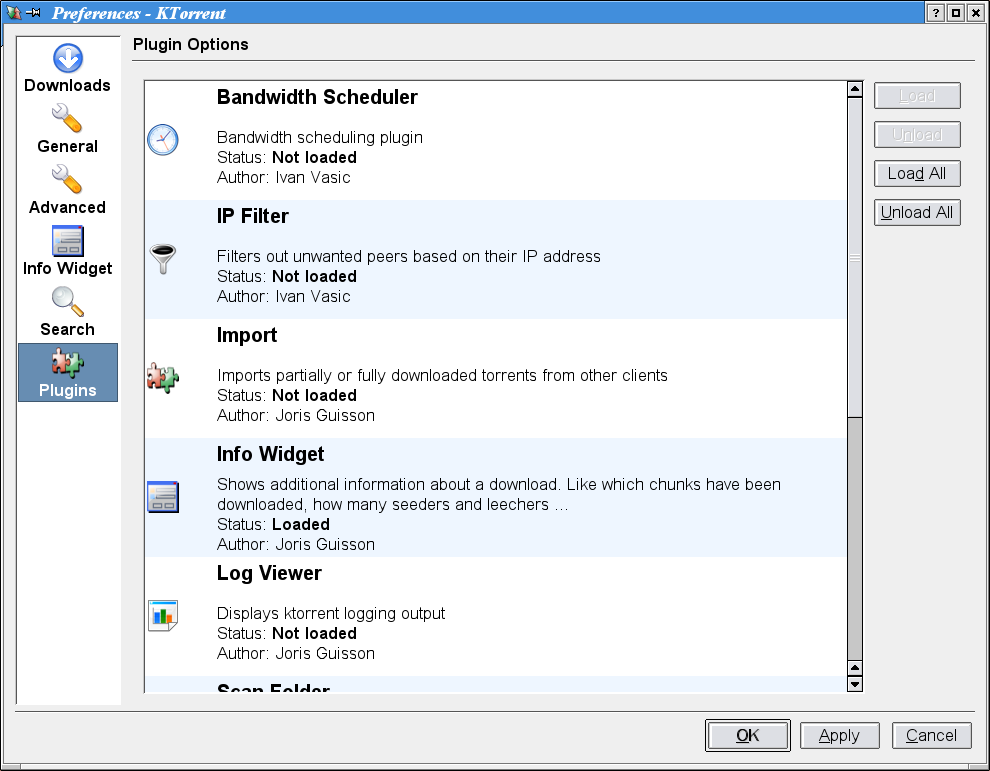 Preferences - KTorrent
?
Downloads
General
Advanced
Info Widget
Search
Plugins
Plugin Options
Bandwidth Scheduler
Bandwidth scheduling plugin
Status: Not loaded
Author: Ivan Vasic
IP Filter
Filters out unwanted peers based on their IP address
Status: Not loaded
Author: Ivan Vasic
Import
Imports partially or fully downloaded torrents from other clients
Status: Not loaded
Author: Joris Guisson
Info Widget
Shows additional information about a download. Like which chunks have been
downloaded, how many seeders and leechers ...
Status: Loaded
Author: Joris Guisson
Log Viewer
Displays ktorrent logging output
Status: Not loaded
Author: Joris Guisson
Scan Folder
Load
Unload
Load All
Unload All
OK
Apply
Cancel